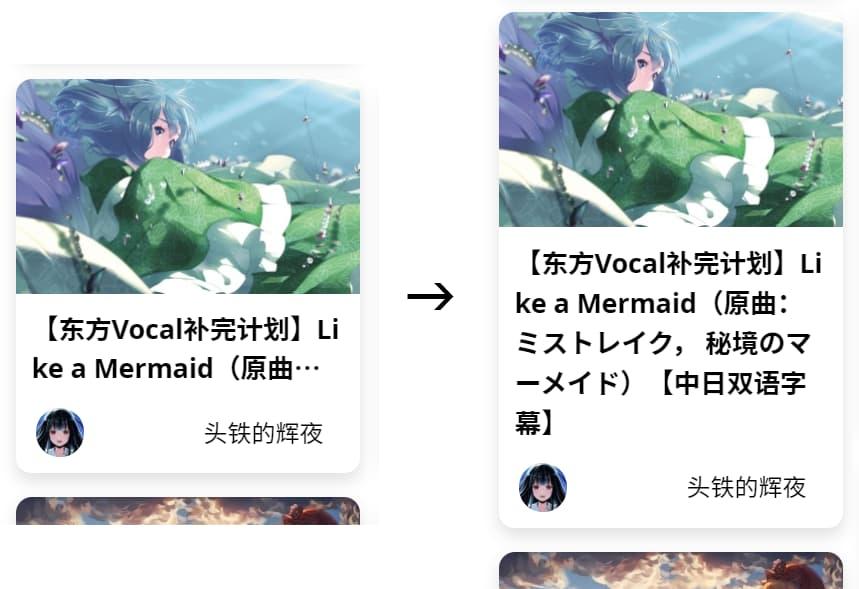 【东方Vocal补完计划】Li
ke a Mermaid（原曲…
头铁的辉夜
→
【东方Vocal补完计划】Li
ke a Mermaid（原曲：
ミストレイク， 秘境のマ
ーメイド）【中日双语字
幕】
头铁的辉夜